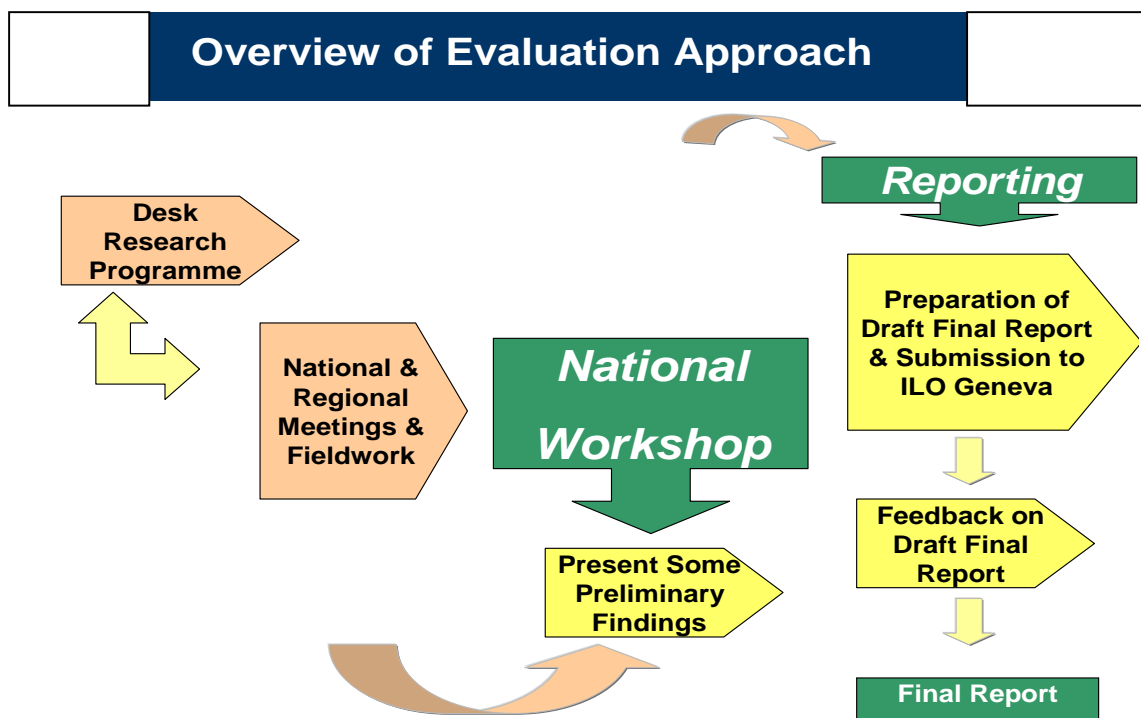 Overview of Evaluation Approach
Desk
Research
Programme
National &
Regional
Meetings &
Fieldwork
National
Workshop
Present Some
Preliminary
Findings
Reporting
Preparation of
Draft Final Report
& Submission to
ILO Geneva
Feedback on
Draft Final
Report
Final Report